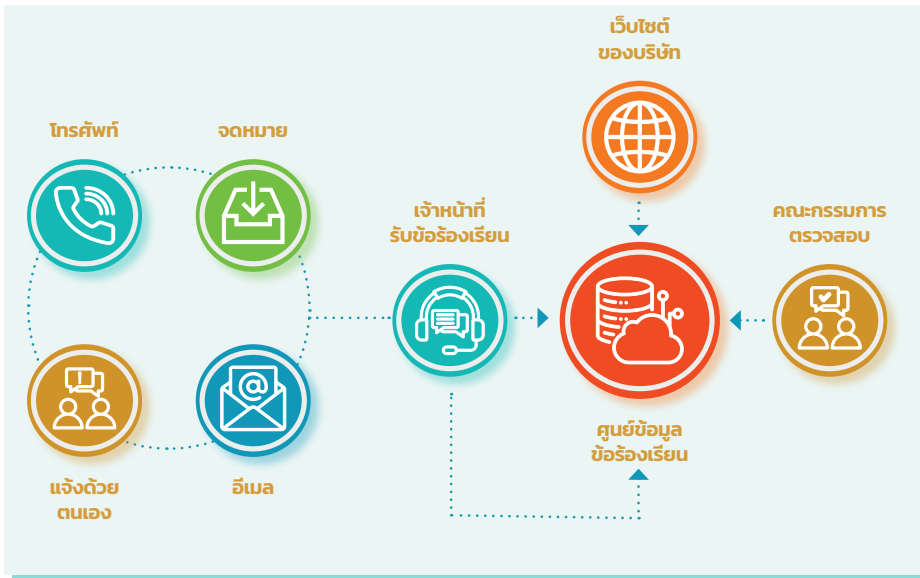 เว็บไซต์
ของบริษัท
โทรศัพท์
จดหมาย
เจ้าหน้าที่
รับข้อร้องเรียน
คณะกรรมการ
ตรวจสอบ
ศูนย์ข้อมูล
ข้อร้องเรียน
แจ้งด้วย
ตนเอง
อีเมล